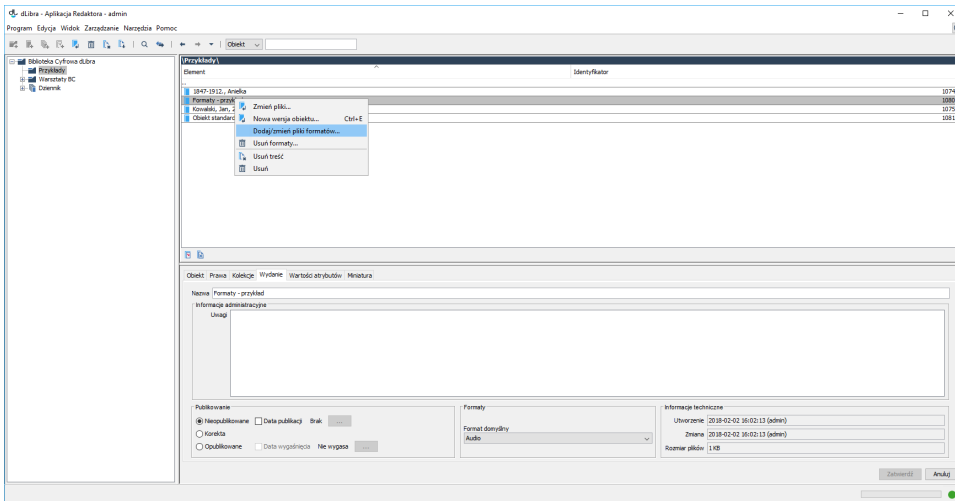 dLibra - Aplikacja Redaktora - admin
Program Edycja Widok Zarządzanie Narzędzia Pomoc
Obiekt
Biblioteka Cyfrowa dLibra
Przykłady
Warsztaty BC
Dziennik
\Przykłady\
Element Identyfikator
...
1847-1912., Anielka 1074
Formaty - przykł 1080
Kowalski, Jan, 2 1075
Obiekt standard 1081
Zmień pliki...
Nowa wersja obiektu... Ctrl+E
Dodaj/zmień pliki formatów...
Usuń formaty...
Usuń treść
Usuń
Obiekt Prawa Kolekcje Wydanie Wartości atrybutów Miniatura
Nazwa Formaty - przykład
Informacje administracyjne
Uwagi
Publikowanie
Nieopublikowane Data publikacji Brak ...
Korekta
Opublikowane Data wygaśnięcia Nie wygasa ...
Formaty
Format domyślny
Audio
Informacje techniczne
Utworzenie 2018-02-02 16:02:13 (admin)
Zmiana 2018-02-02 16:02:13 (admin)
Rozmiar plików 1 KB
Zatwierdź Anuluj